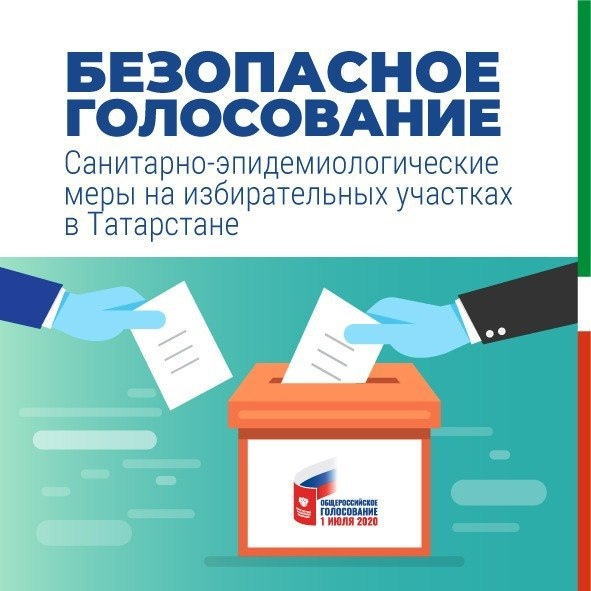 БЕЗОПАСНОЕ
ГОЛОСОВАНИЕ
Санитарно-эпидемиологические
меры на избирательных участках
в Татарстане
ОБЩЕРОССИЙСКОЕ
ГОЛОСОВАНИЕ
1 ИЮЛЯ 2020